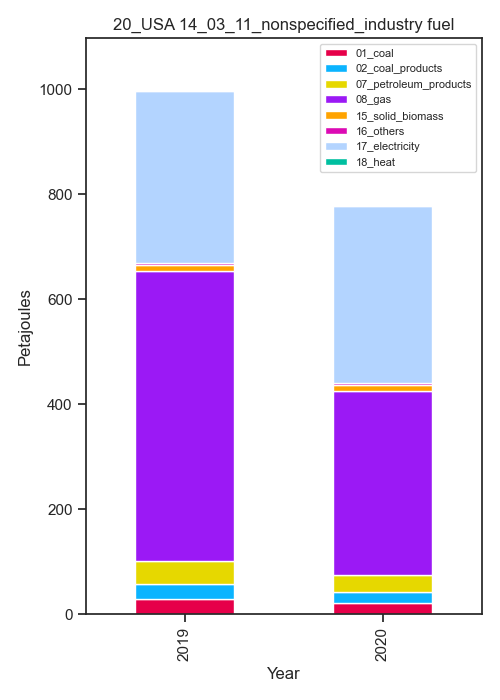 20_USA 14_03_11_nonspecified_industry fuel
01_coal
02_coal_products
07_petroleum_products
08_gas
15_solid_biomass
16_others
17_electricity
18_heat
1000
800
600
400
200
0
Petajoules
2019
2020
Year